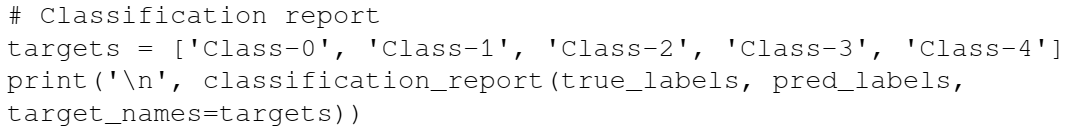 # Classification report
targets = ['Class-0', 'Class-1', 'Class-2', 'Class-3', 'Class-4']
print('\n', classification_report(true_labels, pred_labels,
target_names=targets))